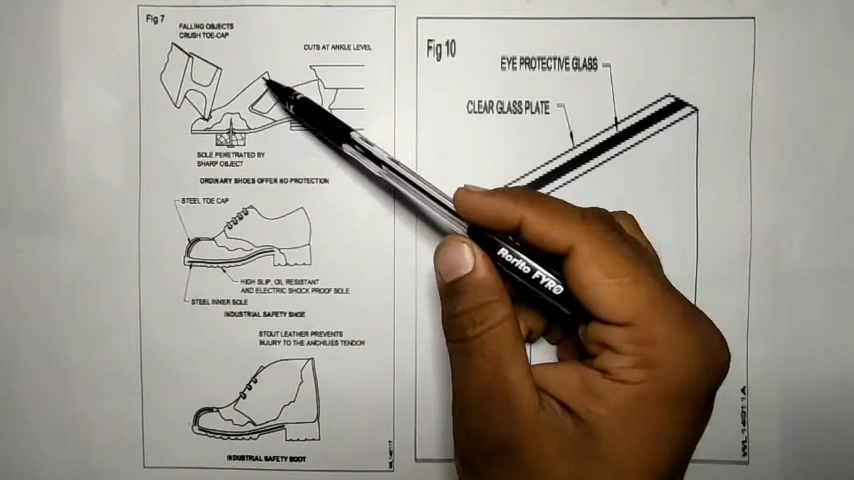 Fig 7
FALLING OBJECTS
CRUSH TOE-CAP
CUTS AT ANKLE LEVEL
SOLE PENETRATED BY
SHARP OBJECT
ORDINARY SHOES OFFER NO PROTECTION
STEEL TOE CAP
HIGH SLIP, OIL RESISTANT
AND ELECTRIC SHOCK PROOF SOLE
STEEL INNER SOLE
INDUSTRIAL SAFETY SHOE
STOUT LEATHER PREVENTS
INJURY TO THE ANCHILIES TENDON
INDUSTRIAL SAFETY BOOT
Fig 10
EYE PROTECTIVE GLASS
CLEAR GLASS PLATE
Rorito FYRO